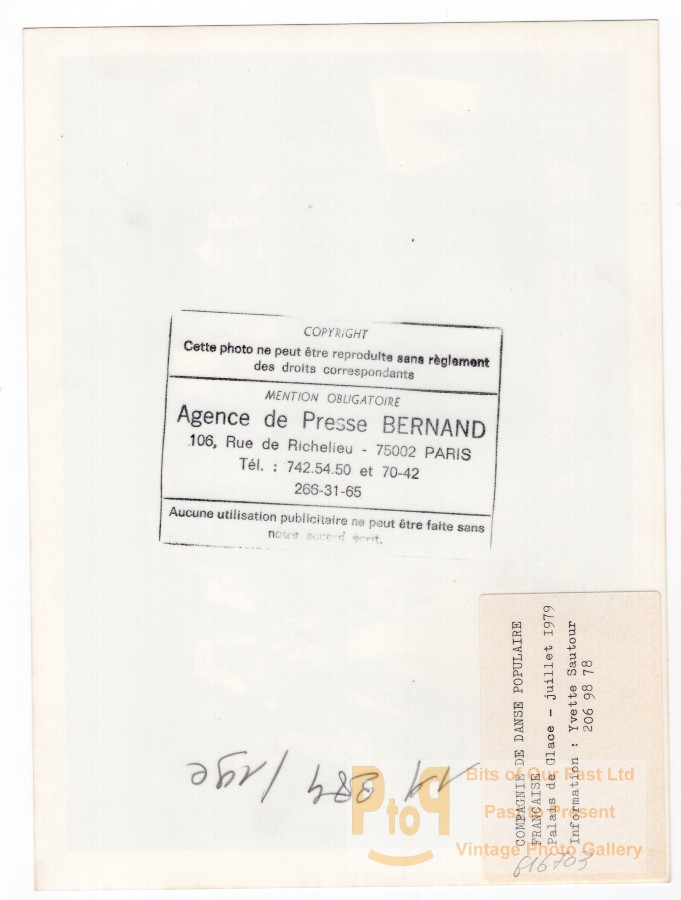 COPYRIGHT
Cette photo ne peut être reproduite sans règlement
des droits correspondants
MENTION OBLIGATOIRE
Agence de Presse BERNAND
106, Rue de Richelieu - 75002 PARIS
Tél. : 742.54.50 et 70-42
266-31-65
Aucune utilisation publicitaire ne peut être faite sans
notre accord écrit.
COMPAGNIE DE DANSE POPULAIRE
FRANCAISE
Palais de Glace - juillet I979
Information : Yvette Sautour
206 98 78
616703
PtoP
Bits of Our Past Ltd
Past to Present
Vintage Photo Gallery